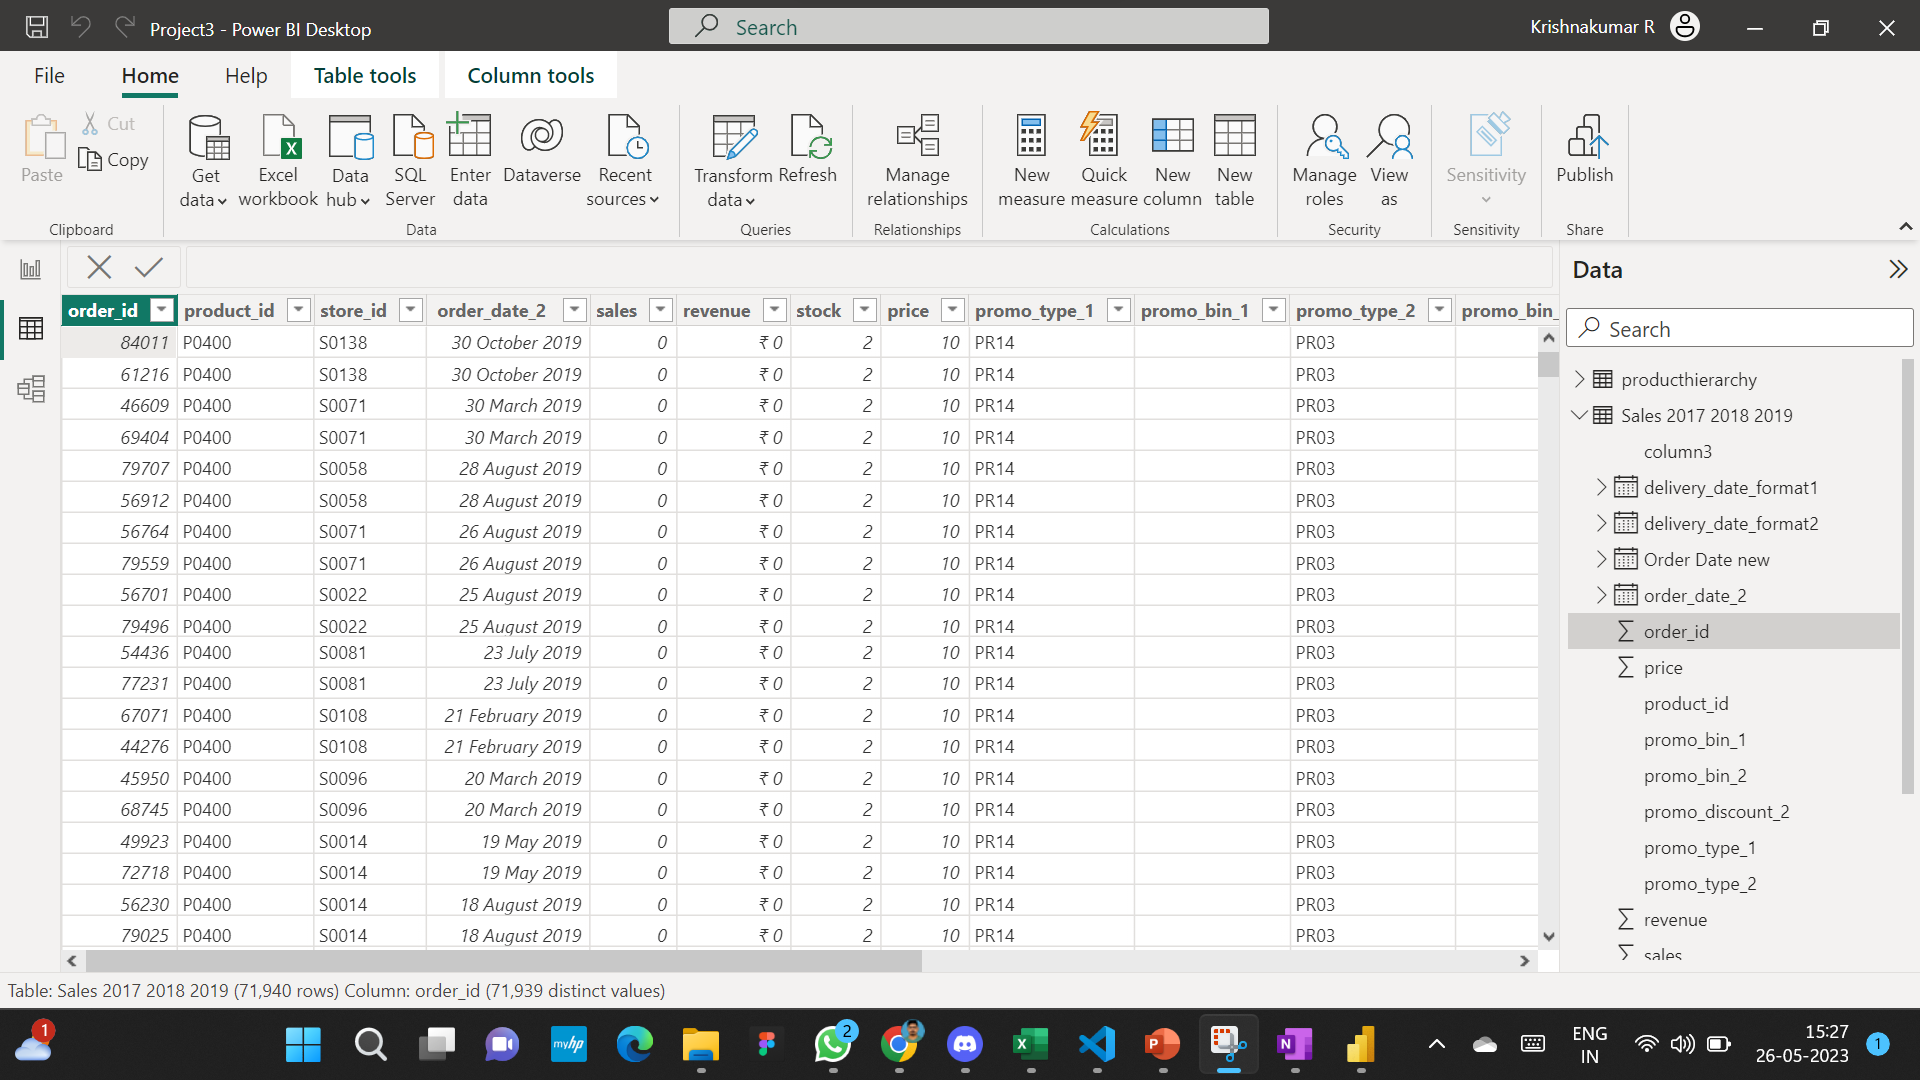 Project3 - Power BI Desktop
Search
Krishnakumar R
File
Home
Help
Table tools
Column tools
Paste
Cut
Copy
Get data
Excel workbook
Data hub
SQL Server
Enter data
Dataverse
Recent sources
Transform data
Refresh
Manage relationships
New measure
Quick measure
New column
New table
Manage roles
View as
Sensitivity
Publish
Clipboard
Data
Queries
Relationships
Calculations
Security
Sensitivity
Share
order_id product_id store_id order_date_2 sales revenue stock price promo_type_1 promo_bin_1 promo_type_2 promo_bin_
84011 P0400 S0138 30 October 2019 0 ₹ 0 2 10 PR14 PR03
61216 P0400 S0138 30 October 2019 0 ₹ 0 2 10 PR14 PR03
46609 P0400 S0071 30 March 2019 0 ₹ 0 2 10 PR14 PR03
69404 P0400 S0071 30 March 2019 0 ₹ 0 2 10 PR14 PR03
79707 P0400 S0058 28 August 2019 0 ₹ 0 2 10 PR14 PR03
56912 P0400 S0058 28 August 2019 0 ₹ 0 2 10 PR14 PR03
56764 P0400 S0071 26 August 2019 0 ₹ 0 2 10 PR14 PR03
79559 P0400 S0071 26 August 2019 0 ₹ 0 2 10 PR14 PR03
56701 P0400 S0022 25 August 2019 0 ₹ 0 2 10 PR14 PR03
79496 P0400 S0022 25 August 2019 0 ₹ 0 2 10 PR14 PR03
54436 P0400 S0081 23 July 2019 0 ₹ 0 2 10 PR14 PR03
77231 P0400 S0081 23 July 2019 0 ₹ 0 2 10 PR14 PR03
67071 P0400 S0108 21 February 2019 0 ₹ 0 2 10 PR14 PR03
44276 P0400 S0108 21 February 2019 0 ₹ 0 2 10 PR14 PR03
45950 P0400 S0096 20 March 2019 0 ₹ 0 2 10 PR14 PR03
68745 P0400 S0096 20 March 2019 0 ₹ 0 2 10 PR14 PR03
49923 P0400 S0014 19 May 2019 0 ₹ 0 2 10 PR14 PR03
72718 P0400 S0014 19 May 2019 0 ₹ 0 2 10 PR14 PR03
56230 P0400 S0014 18 August 2019 0 ₹ 0 2 10 PR14 PR03
79025 P0400 S0014 18 August 2019 0 ₹ 0 2 10 PR14 PR03
Data
Search
producthierarchy
Sales 2017 2018 2019
column3
delivery_date_format1
delivery_date_format2
Order Date new
order_date_2
order_id
price
product_id
promo_bin_1
promo_bin_2
promo_discount_2
promo_type_1
promo_type_2
revenue
sales
Table: Sales 2017 2018 2019 (71,940 rows) Column: order_id (71,939 distinct values)
1
myhp
2
ENG
IN
15:27
26-05-2023
1